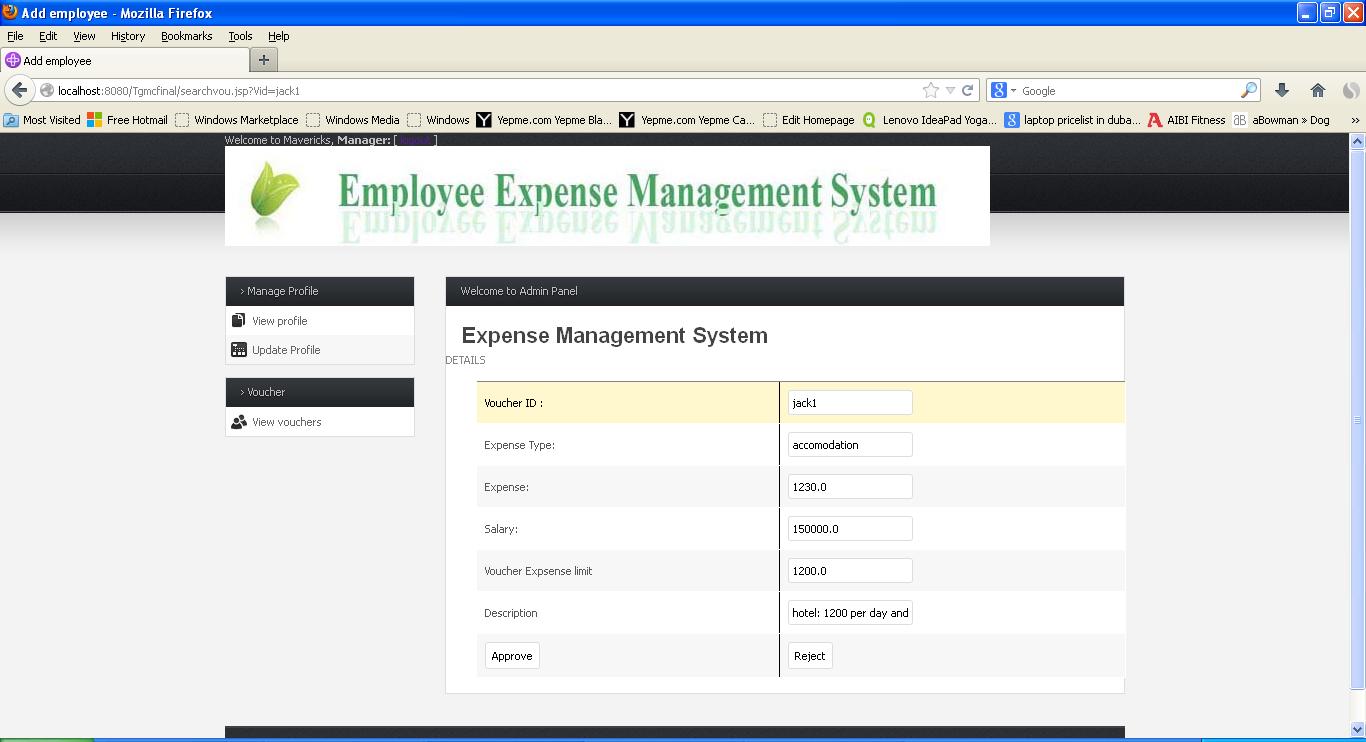 Add employee - Mozilla Firefox
File Edit View History Bookmarks Tools Help
Add employee
localhost:8080/Tgmcfinal/searchvou.jsp?Vid=jack1
Google
Most Visited Free Hotmail Windows Marketplace Windows Media Windows Yepme.com Yepme Bla... Yepme.com Yepme Ca... Edit Homepage Lenovo IdeaPad Yoga... laptop pricelist in duba... AIBI Fitness aBowman » Dog »
Welcome to Mavericks, Manager: [ logout ]
Employee Expense Management System
> Manage Profile
View profile
Update Profile
> Voucher
View vouchers
Welcome to Admin Panel
Expense Management System
DETAILS
Voucher ID : jack1
Expense Type: accomodation
Expense: 1230.0
Salary: 150000.0
Voucher Expsense limit 1200.0
Description hotel: 1200 per day and
Approve Reject